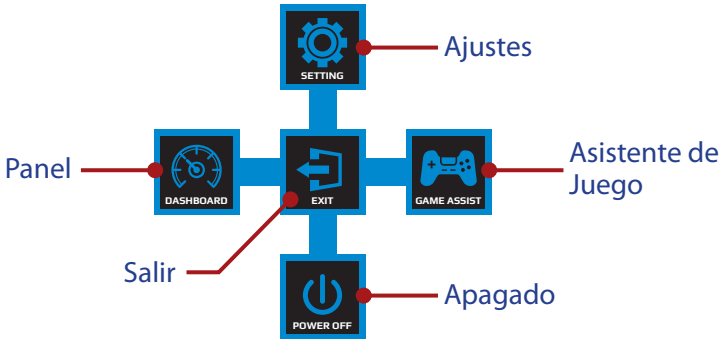 SETTING
Ajustes
Panel
DASHBOARD
EXIT
GAME ASSIST
Asistente de
Juego
Salir
POWER OFF
Apagado